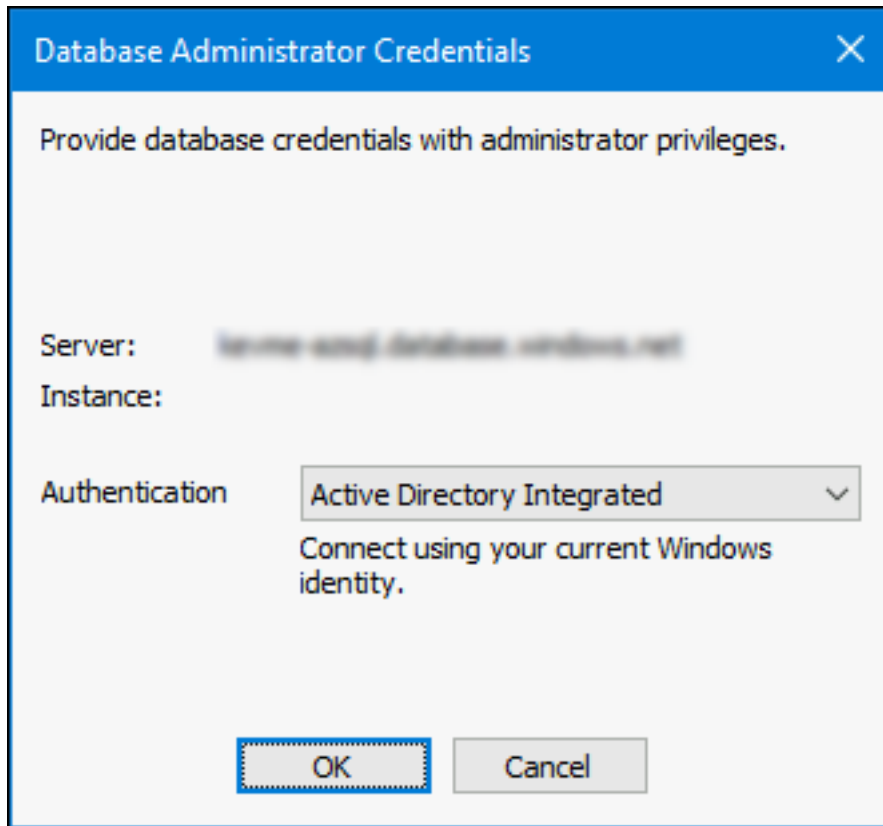 Database Administrator Credentials
Provide database credentials with administrator privileges.
Server:
Instance:
Authentication
Active Directory Integrated
Connect using your current Windows
identity.
OK
Cancel